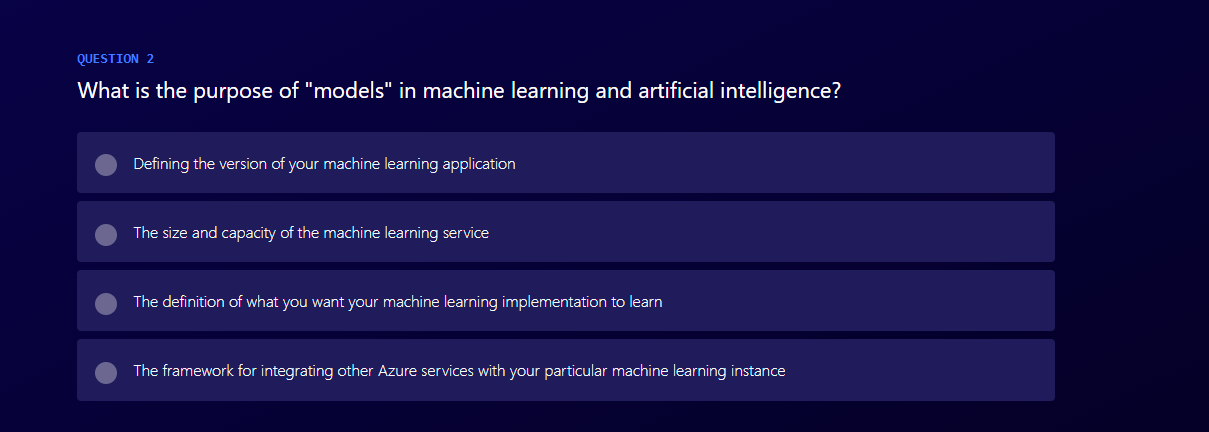 QUESTION 2
What is the purpose of "models" in machine learning and artificial intelligence?
Defining the version of your machine learning application
The size and capacity of the machine learning service
The definition of what you want your machine learning implementation to learn
The framework for integrating other Azure services with your particular machine learning instance